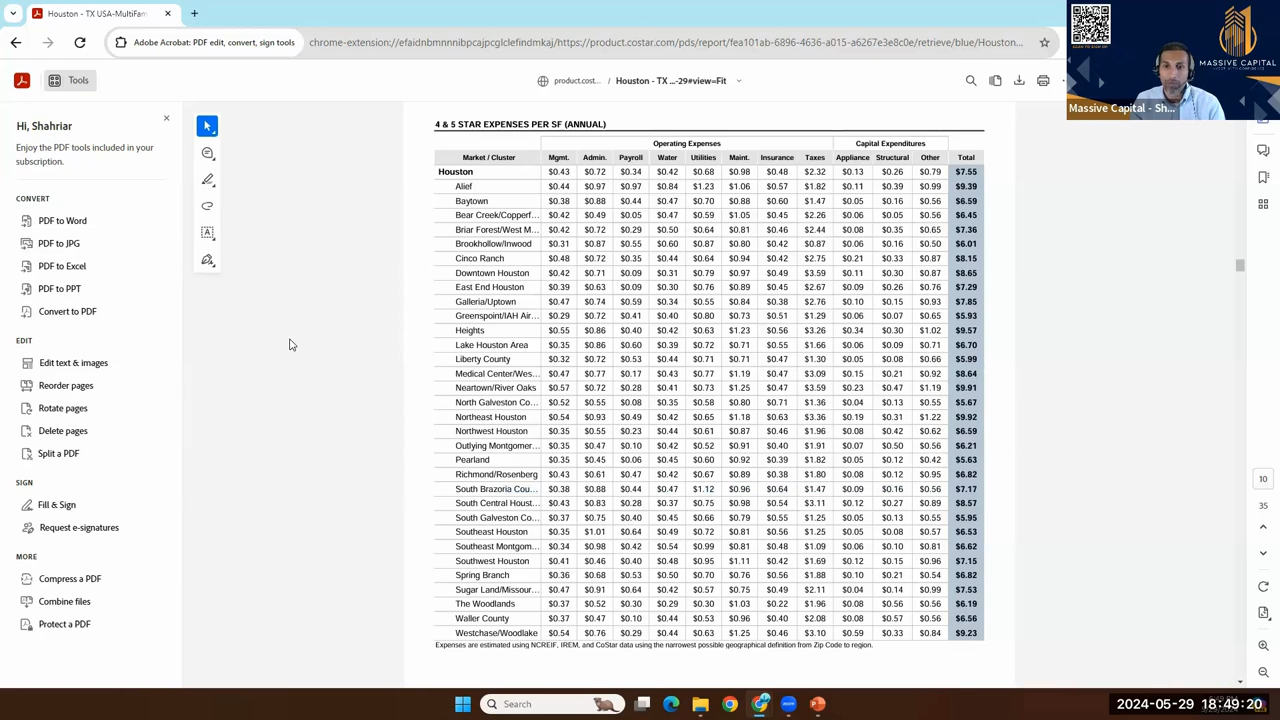 Houston - TX USA-MultiFam
Adobe Acrobat: PDF edit, convert, sign tools
chrome-extension://efaidnbmnnnibpcajpcglclefindmkaj/https://product.costar.com/pds/report/
Tools
product.cost...
Houston - TX ...-29#view=Fit
SCAN TO SIGN UP
MASSIVE CAPITAL
Massive Capital - Sh...
Hi, Shahriar
Enjoy the PDF tools included in your
subscription.
CONVERT
PDF to Word
PDF to JPG
PDF to Excel
PDF to PPT
Convert to PDF
EDIT
Edit text & images
Reorder pages
Rotate pages
Delete pages
Split a PDF
SIGN
Fill & Sign
Request e-signatures
MORE
Compress a PDF
Combine files
Protect a PDF
4 & 5 STAR EXPENSES PER SF (ANNUAL)
Operating Expenses Capital Expenditures
Market / Cluster Mgmt. Admin. Payroll Water Utilities Maint. Insurance Taxes Appliance Structural Other Total
Houston $0.43 $0.72 $0.34 $0.42 $0.68 $0.98 $0.48 $2.32 $0.13 $0.26 $0.79 $7.55
Alief $0.44 $0.97 $0.97 $0.84 $1.23 $1.06 $0.57 $1.82 $0.11 $0.39 $0.99 $9.39
Baytown $0.38 $0.88 $0.44 $0.47 $0.70 $0.88 $0.60 $1.47 $0.05 $0.16 $0.56 $6.59
Bear Creek/Copperf... $0.42 $0.49 $0.05 $0.47 $0.59 $1.05 $0.45 $2.26 $0.06 $0.05 $0.56 $6.45
Briar Forest/West M... $0.42 $0.72 $0.29 $0.50 $0.64 $0.81 $0.46 $2.44 $0.08 $0.35 $0.65 $7.36
Brookhollow/Inwood $0.31 $0.87 $0.55 $0.60 $0.87 $0.80 $0.42 $0.87 $0.06 $0.16 $0.50 $6.01
Cinco Ranch $0.48 $0.72 $0.35 $0.44 $0.64 $0.94 $0.42 $2.75 $0.21 $0.33 $0.87 $8.15
Downtown Houston $0.42 $0.71 $0.09 $0.31 $0.79 $0.97 $0.49 $3.59 $0.11 $0.30 $0.87 $8.65
East End Houston $0.39 $0.63 $0.09 $0.30 $0.76 $0.89 $0.45 $2.67 $0.09 $0.26 $0.76 $7.29
Galleria/Uptown $0.47 $0.74 $0.59 $0.34 $0.55 $0.84 $0.38 $2.76 $0.10 $0.15 $0.93 $7.85
Greenspoint/IAH Air... $0.29 $0.72 $0.41 $0.40 $0.80 $0.73 $0.51 $1.29 $0.06 $0.07 $0.65 $5.93
Heights $0.55 $0.86 $0.40 $0.42 $0.63 $1.23 $0.56 $3.26 $0.34 $0.30 $1.02 $9.57
Lake Houston Area $0.35 $0.86 $0.60 $0.39 $0.72 $0.71 $0.55 $1.66 $0.06 $0.09 $0.71 $6.70
Liberty County $0.32 $0.72 $0.53 $0.44 $0.71 $0.71 $0.47 $1.30 $0.05 $0.08 $0.66 $5.99
Medical Center/Wes... $0.47 $0.77 $0.17 $0.43 $0.77 $1.19 $0.47 $3.09 $0.15 $0.21 $0.92 $8.64
Neartown/River Oaks $0.57 $0.72 $0.28 $0.41 $0.73 $1.25 $0.47 $3.59 $0.23 $0.47 $1.19 $9.91
North Galveston Co... $0.52 $0.55 $0.08 $0.35 $0.58 $0.80 $0.71 $1.36 $0.04 $0.13 $0.55 $5.67
Northeast Houston $0.54 $0.93 $0.49 $0.42 $0.65 $1.18 $0.63 $3.36 $0.19 $0.31 $1.22 $9.92
Northwest Houston $0.35 $0.55 $0.23 $0.44 $0.61 $0.87 $0.46 $1.96 $0.08 $0.42 $0.62 $6.59
Outlying Montgomer... $0.35 $0.47 $0.10 $0.42 $0.52 $0.91 $0.40 $1.91 $0.07 $0.50 $0.56 $6.21
Pearland $0.35 $0.45 $0.06 $0.45 $0.60 $0.92 $0.39 $1.82 $0.05 $0.12 $0.42 $5.63
Richmond/Rosenberg $0.43 $0.61 $0.47 $0.42 $0.67 $0.89 $0.38 $1.80 $0.08 $0.12 $0.95 $6.82
South Brazoria Cou... $0.38 $0.88 $0.44 $0.47 $1.12 $0.96 $0.64 $1.47 $0.09 $0.16 $0.56 $7.17
South Central Houst... $0.43 $0.83 $0.28 $0.37 $0.75 $0.98 $0.54 $3.11 $0.12 $0.27 $0.89 $8.57
South Galveston Co... $0.37 $0.75 $0.40 $0.45 $0.66 $0.79 $0.55 $1.25 $0.05 $0.13 $0.55 $5.95
Southeast Houston $0.35 $1.01 $0.64 $0.49 $0.72 $0.81 $0.56 $1.25 $0.05 $0.08 $0.57 $6.53
Southeast Montgom... $0.34 $0.98 $0.42 $0.54 $0.99 $0.81 $0.48 $1.09 $0.06 $0.10 $0.81 $6.62
Southwest Houston $0.41 $0.46 $0.40 $0.48 $0.95 $1.11 $0.42 $1.69 $0.12 $0.15 $0.96 $7.15
Spring Branch $0.36 $0.68 $0.53 $0.50 $0.70 $0.76 $0.56 $1.88 $0.10 $0.21 $0.54 $6.82
Sugar Land/Missour... $0.47 $0.91 $0.64 $0.42 $0.57 $0.75 $0.49 $2.11 $0.04 $0.14 $0.99 $7.53
The Woodlands $0.37 $0.52 $0.30 $0.29 $0.30 $1.03 $0.22 $1.96 $0.08 $0.56 $0.56 $6.19
Waller County $0.37 $0.47 $0.10 $0.44 $0.53 $0.96 $0.40 $2.08 $0.08 $0.57 $0.56 $6.56
Westchase/Woodlake $0.54 $0.76 $0.29 $0.44 $0.63 $1.25 $0.46 $3.10 $0.59 $0.33 $0.84 $9.23
Expenses are estimated using NCREIF, IREM, and CoStar data using the narrowest possible geographical definition from Zip Code to region.
10
35
Search
2024-05-29 18:49:20